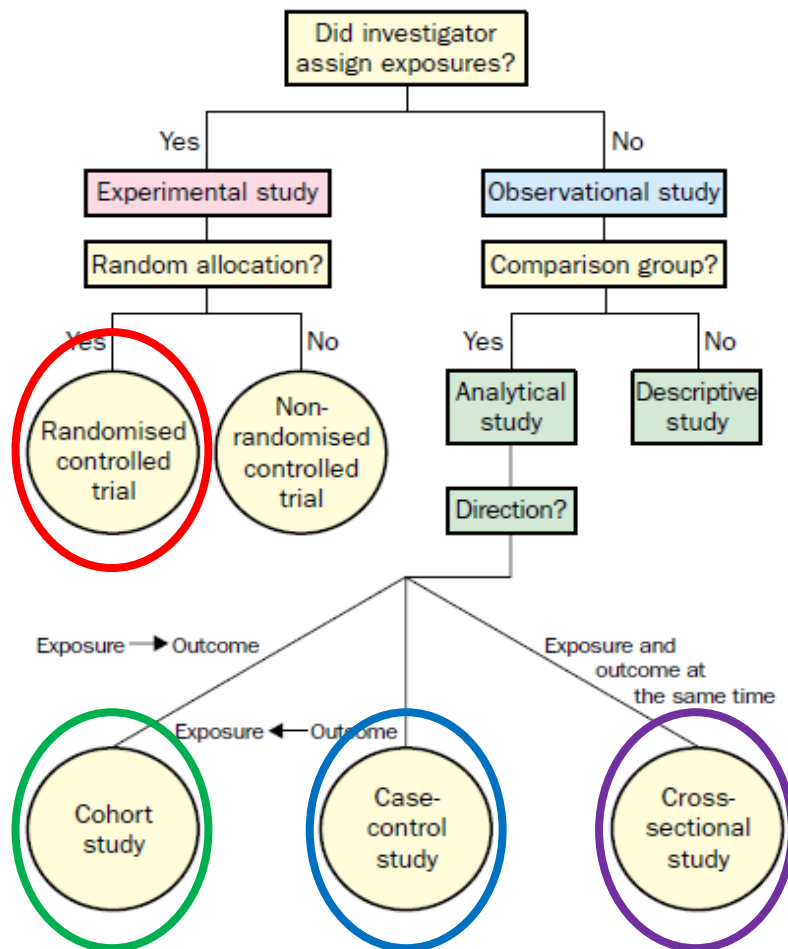 Did investigator
assign exposures?
Yes
No
Experimental study
Observational study
Random allocation?
Comparison group?
Yes
No
Yes
No
Randomised
controlled
trial
Non-
randomised
controlled
trial
Analytical
study
Descriptive
study
Direction?
Exposure → Outcome
Exposure and
outcome at
the same time
Exposure ← Outcome
Cohort
study
Case-
control
study
Cross-
sectional
study